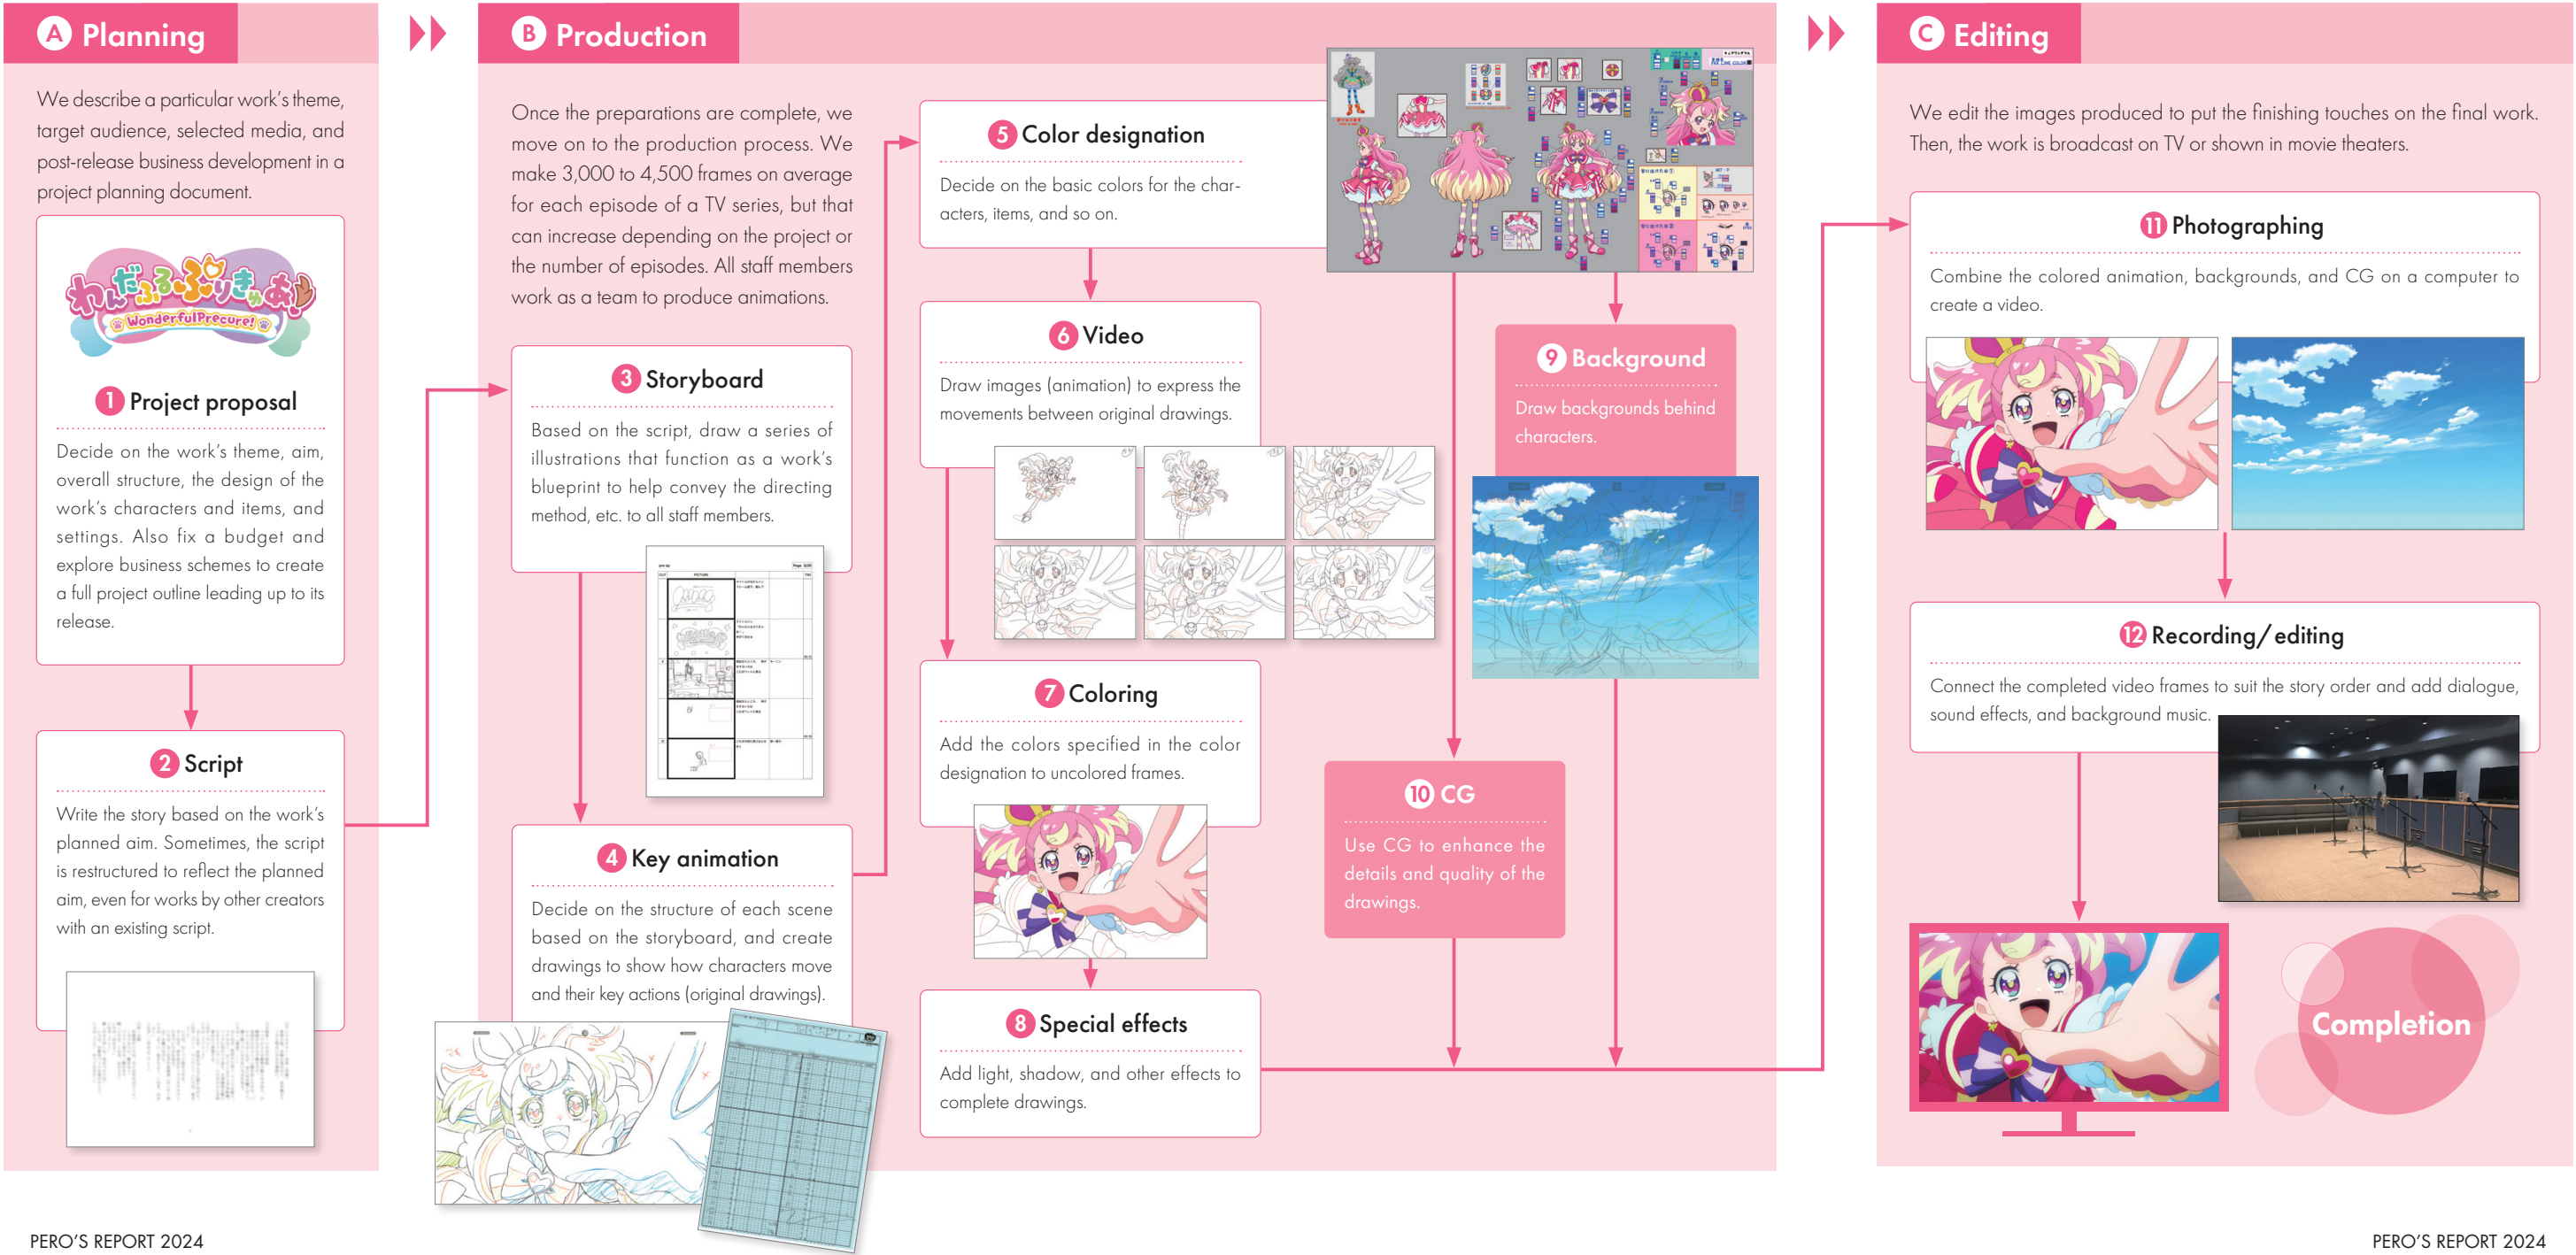 A Planning
We describe a particular work's theme,
target audience, selected media, and
post-release business development in a
project planning document.
わんだふるぷりきゅあ!
WonderfulPrecure!
1 Project proposal
Decide on the work's theme, aim,
overall structure, the design of the
work's characters and items, and
settings. Also fix a budget and
explore business schemes to create
a full project outline leading up to its
release.
2 Script
Write the story based on the work's
planned aim. Sometimes, the script
is restructured to reflect the planned
aim, even for works by other creators
with an existing script.
B Production
Once the preparations are complete, we
move on to the production process. We
make 3,000 to 4,500 frames on average
for each episode of a TV series, but that
can increase depending on the project or
the number of episodes. All staff members
work as a team to produce animations.
3 Storyboard
Based on the script, draw a series of
illustrations that function as a work's
blueprint to help convey the directing
method, etc. to all staff members.
PICTURE
4 Key animation
Decide on the structure of each scene
based on the storyboard, and create
drawings to show how characters move
and their key actions (original drawings).
5 Color designation
Decide on the basic colors for the char-
acters, items, and so on.
6 Video
Draw images (animation) to express the
movements between original drawings.
7 Coloring
Add the colors specified in the color
designation to uncolored frames.
8 Special effects
Add light, shadow, and other effects to
complete drawings.
9 Background
Draw backgrounds behind
characters.
10 CG
Use CG to enhance the
details and quality of the
drawings.
C Editing
We edit the images produced to put the finishing touches on the final work.
Then, the work is broadcast on TV or shown in movie theaters.
11 Photographing
Combine the colored animation, backgrounds, and CG on a computer to
create a video.
12 Recording/editing
Connect the completed video frames to suit the story order and add dialogue,
sound effects, and background music.
Completion
PERO'S REPORT 2024
PERO'S REPORT 2024